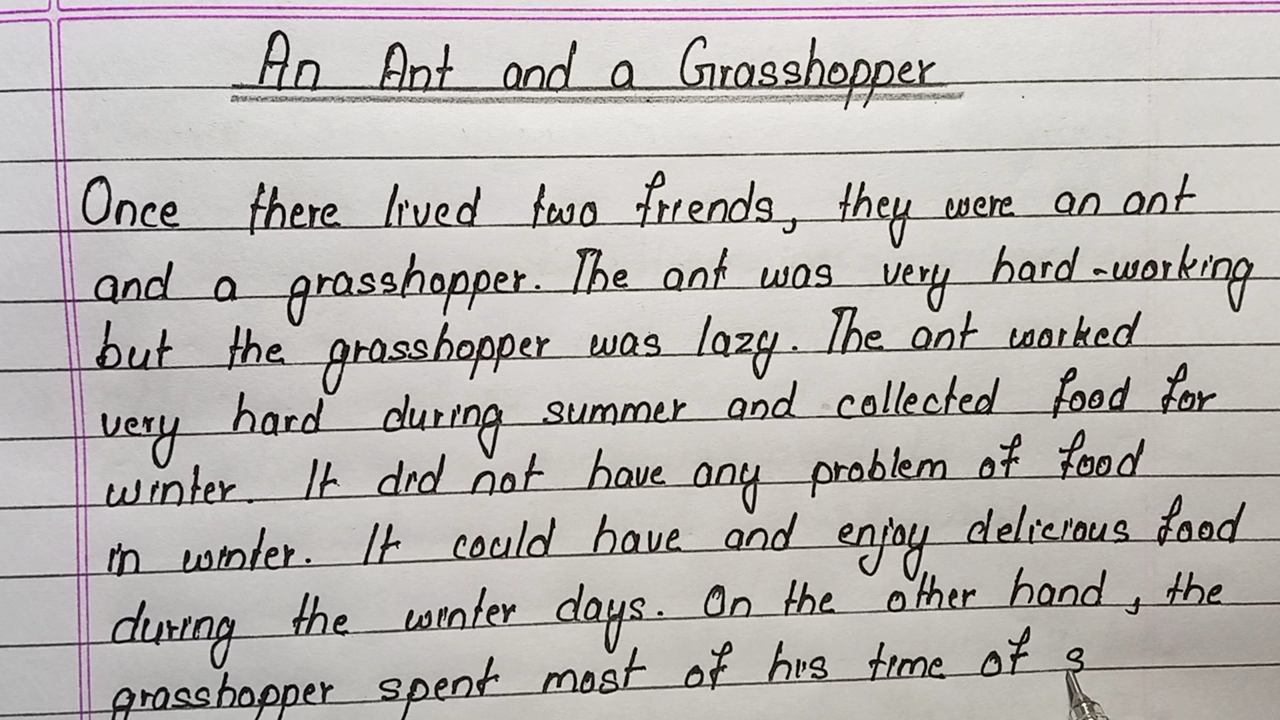 An Ant and a Grasshopper
Once there lived two friends, they were an ant
and a grasshopper. The ant was very hard-working
but the grasshopper was lazy. The ant worked
very hard during summer and collected food for
winter. It did not have any problem of food
in winter. It could have and enjoy delicious food
during the winter days. On the other hand, the
grasshopper spent most of his time of s